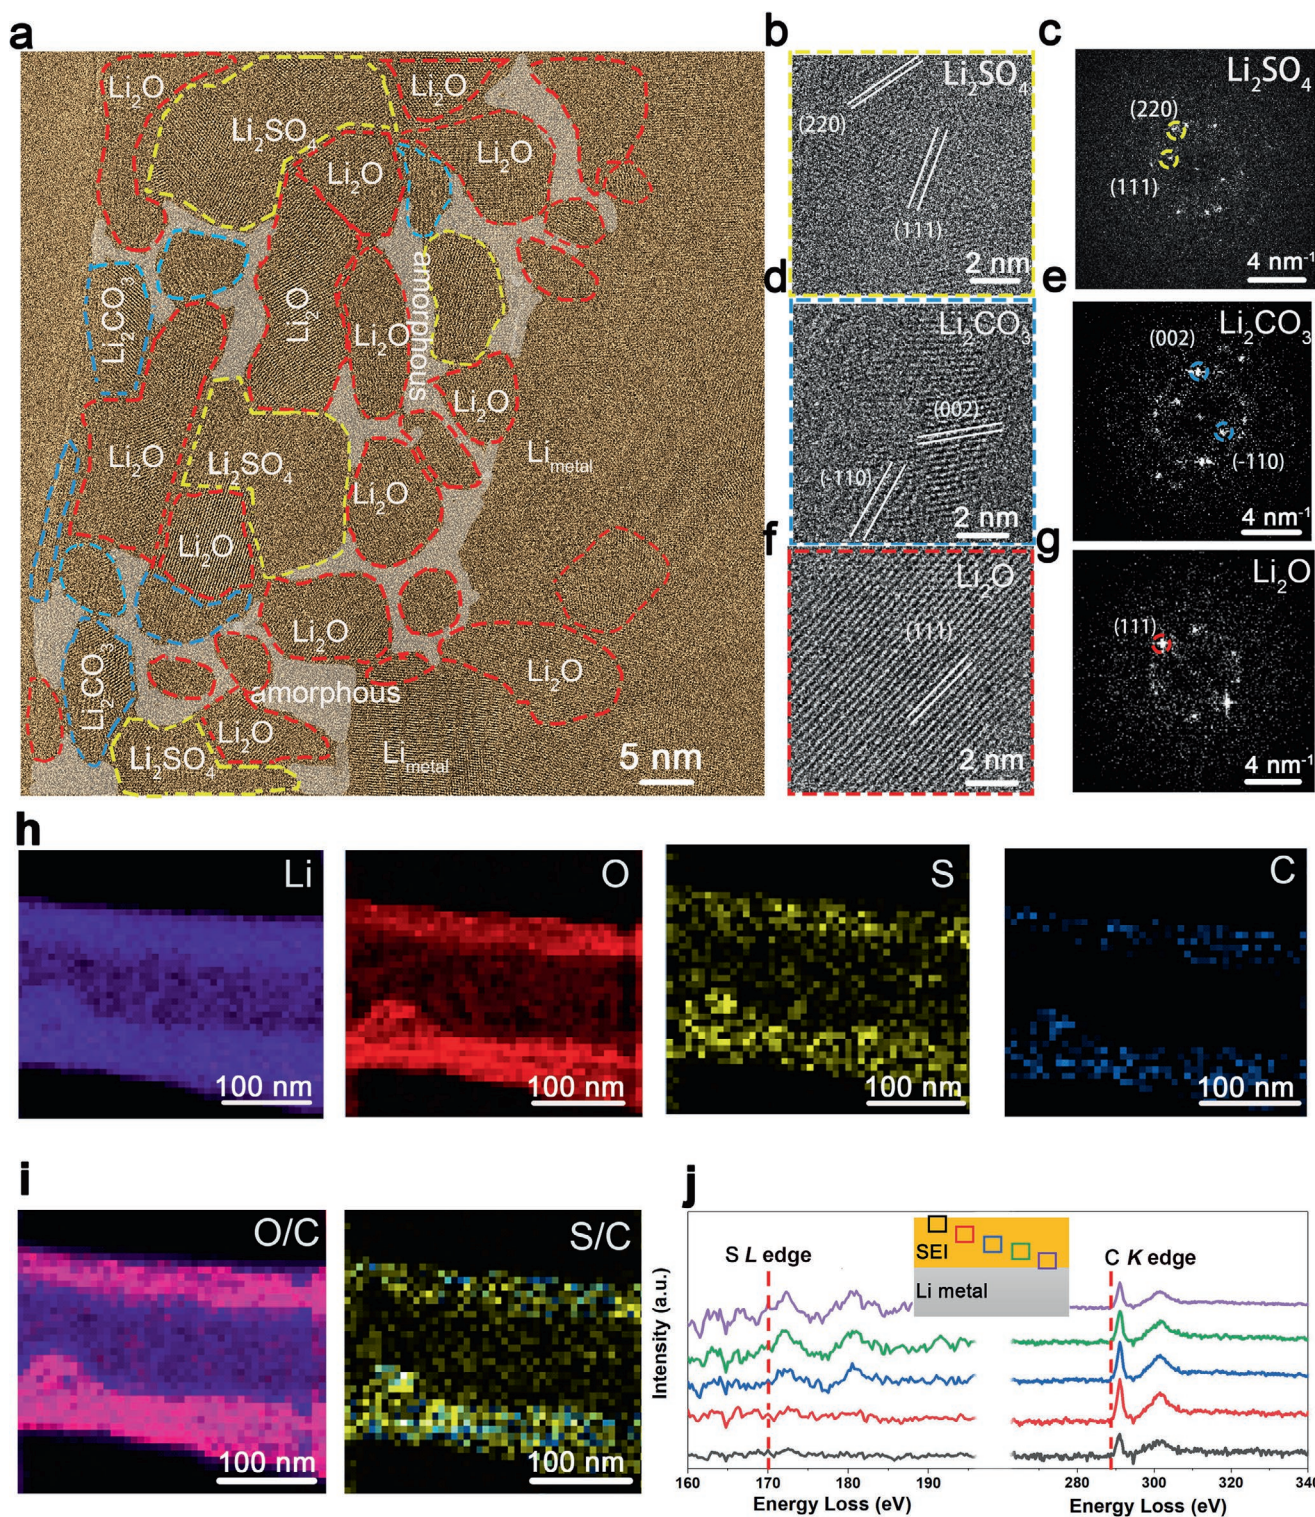 a
Li₂O
Li₂SO₄
Li₂O
Li₂O
Li₂O
Li₂CO₃
Li₂O
Li₂O
amorphous
Li₂O
Li₂O
Li₂SO₄
Li₂O
Li₂O
Li_metal
Li₂CO₃
Li₂O
Li₂O
amorphous
Li₂O
Li₂SO₄
Li_metal
5 nm
b
Li₂SO₄
(220)
(111)
2 nm
c
Li₂SO₄
(220)
(111)
4 nm⁻¹
d
Li₂CO₃
(002)
(-110)
2 nm
e
Li₂CO₃
(002)
(-110)
4 nm⁻¹
f
Li₂O
(111)
2 nm
g
Li₂O
(111)
4 nm⁻¹
h
Li
100 nm
O
100 nm
S
100 nm
C
100 nm
i
O/C
100 nm
S/C
100 nm
j
S L edge
SEI
Li metal
C K edge
Intensity (a.u.)
160 170 180 190 280 300 320 340
Energy Loss (eV) Energy Loss (eV)